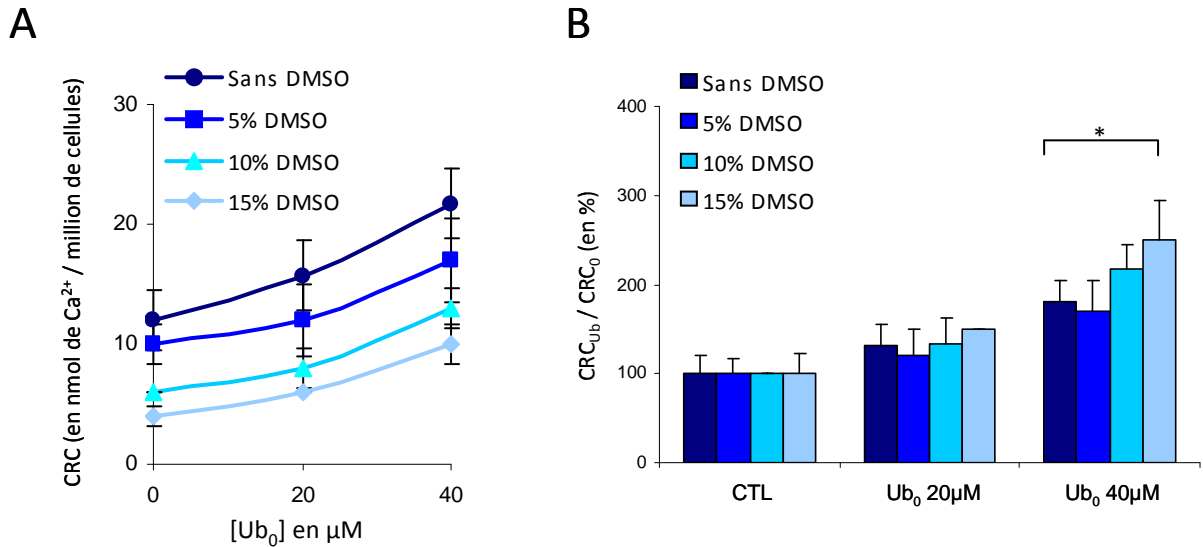 A
CRC (en nmol de Ca²⁺ / million de cellules)
Sans DMSO
5% DMSO
10% DMSO
15% DMSO
30
20
10
0
0 20 40
[Ub₀] en µM
B
CRC_Ub / CRC₀ (en %)
Sans DMSO
5% DMSO
10% DMSO
15% DMSO
*
400
300
200
100
0
CTL Ub₀ 20µM Ub₀ 40µM